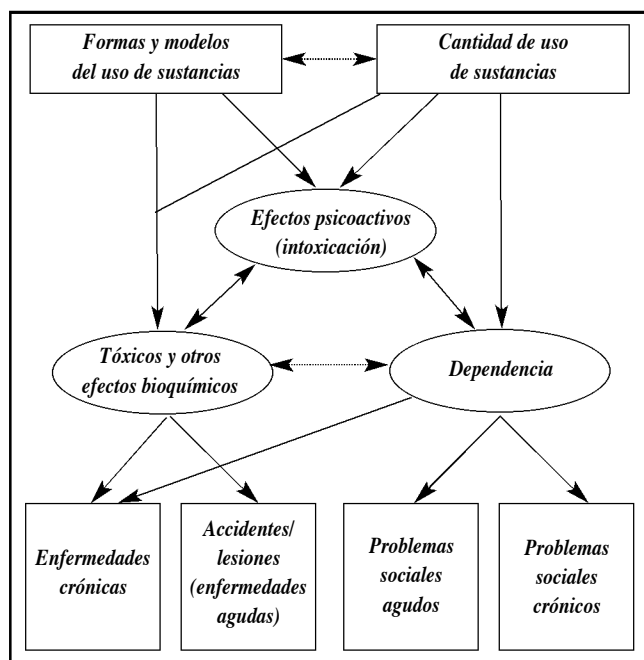 Formas y modelos
del uso de sustancias
Cantidad de uso
de sustancias
Efectos psicoactivos
(intoxicación)
Tóxicos y otros
efectos bioquímicos
Dependencia
Enfermedades
crónicas
Accidentes/
lesiones
(enfermedades
agudas)
Problemas
sociales
agudos
Problemas
sociales
crónicos